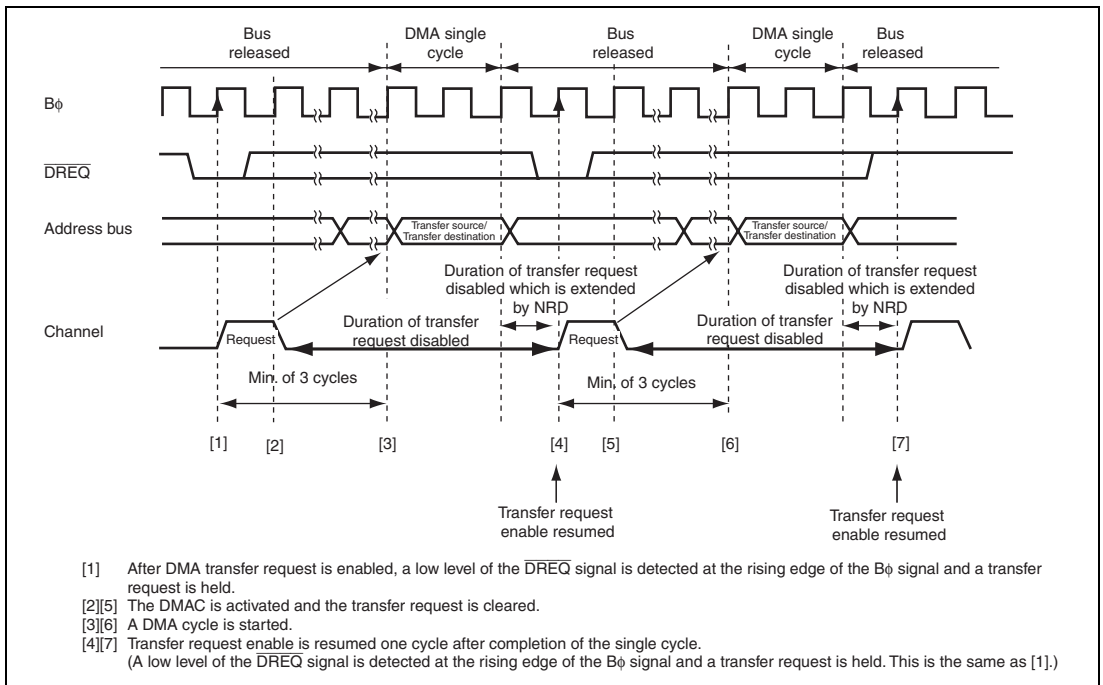 Bus released
DMA single cycle
Bus released
DMA single cycle
Bus released
Bφ
DREQ
Address bus
Transfer source/
Transfer destination
Transfer source/
Transfer destination
Duration of transfer request
disabled which is extended
by NRD
Duration of transfer request
disabled which is extended
by NRD
Channel
Request
Duration of transfer
request disabled
Request
Duration of transfer
request disabled
Min. of 3 cycles
Min. of 3 cycles
[1]
[2]
[3]
[4]
[5]
[6]
[7]
Transfer request
enable resumed
Transfer request
enable resumed
[1] After DMA transfer request is enabled, a low level of the DREQ signal is detected at the rising edge of the Bφ signal and a transfer
request is held.
[2][5] The DMAC is activated and the transfer request is cleared.
[3][6] A DMA cycle is started.
[4][7] Transfer request enable is resumed one cycle after completion of the single cycle.
(A low level of the DREQ signal is detected at the rising edge of the Bφ signal and a transfer request is held. This is the same as [1].)